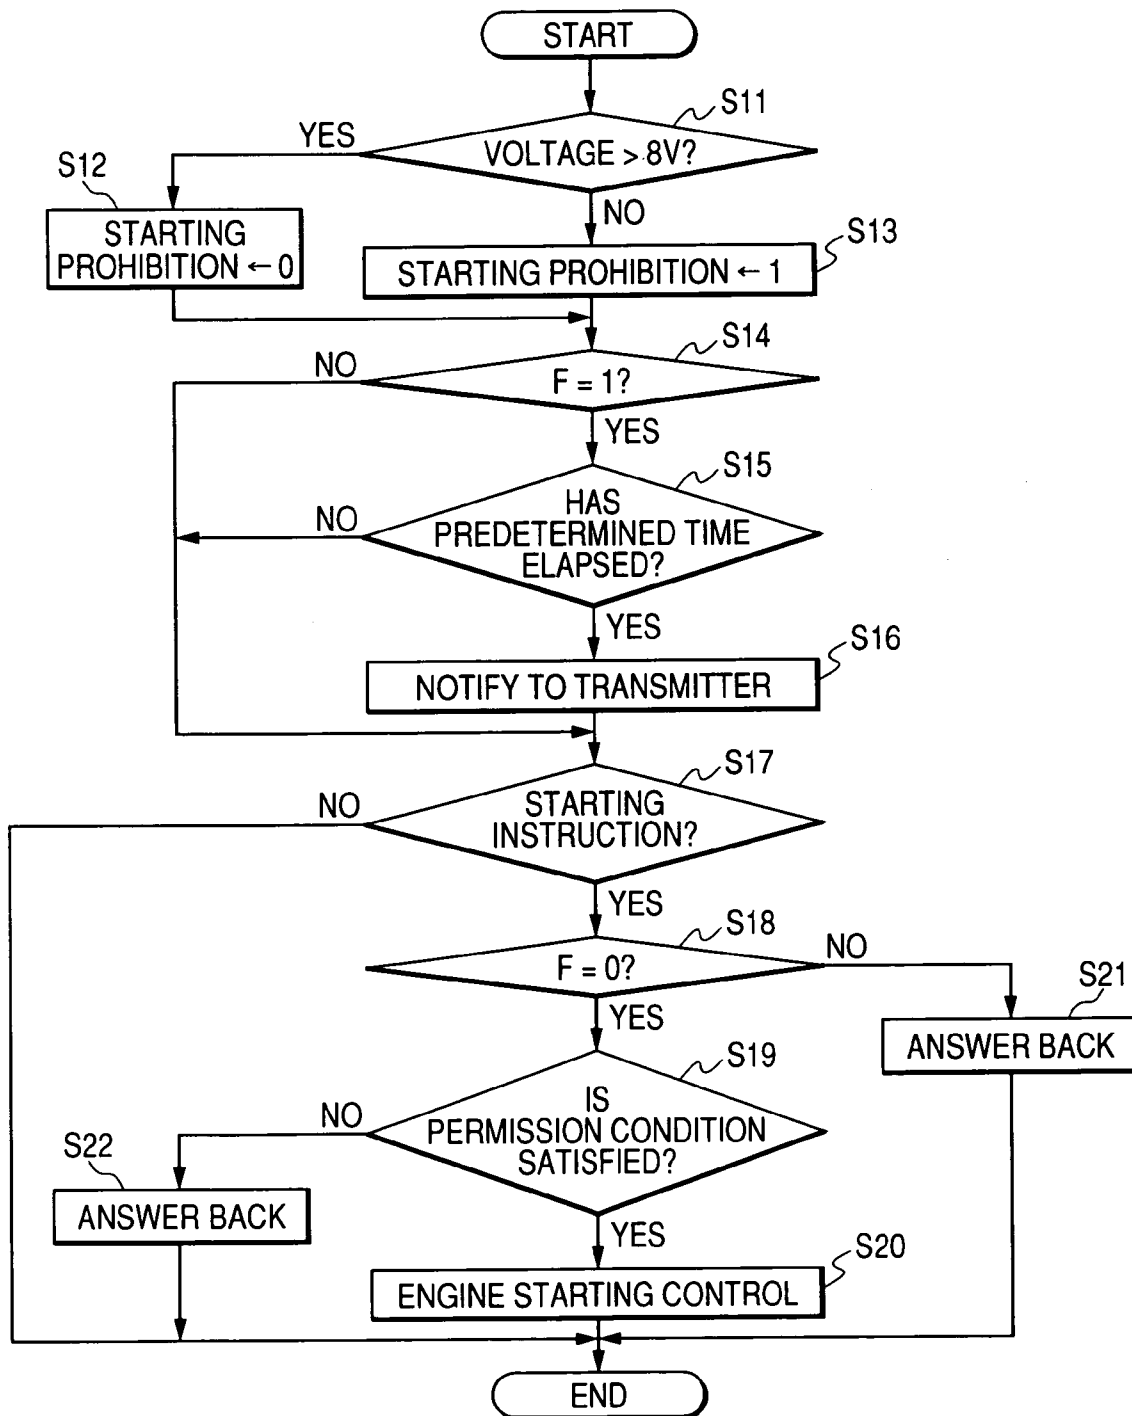 START
S11
YES
VOLTAGE > 8V?
S12
NO
STARTING
PROHIBITION ← 0
S13
STARTING PROHIBITION ← 1
S14
NO
F = 1?
YES
S15
HAS
NO
PREDETERMINED TIME
ELAPSED?
YES
S16
NOTIFY TO TRANSMITTER
S17
NO
STARTING
INSTRUCTION?
YES
S18
NO
F = 0?
YES
S21
ANSWER BACK
S19
IS
NO
PERMISSION CONDITION
SATISFIED?
S22
ANSWER BACK
YES
S20
ENGINE STARTING CONTROL
END